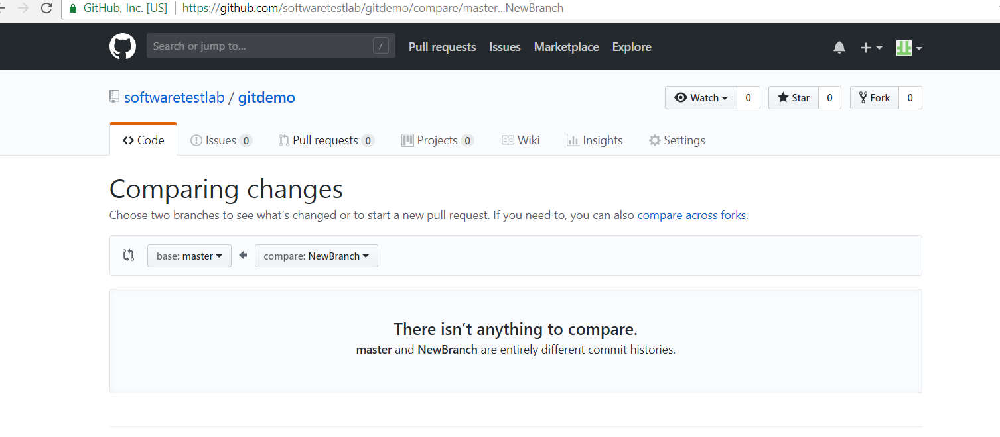 GitHub, Inc. [US] https://github.com/softwaretestlab/gitdemo/compare/master...NewBranch
Search or jump to... / Pull requests Issues Marketplace Explore
softwaretestlab / gitdemo Watch 0 Star 0 Fork 0
Code Issues 0 Pull requests 0 Projects 0 Wiki Insights Settings
Comparing changes
Choose two branches to see what’s changed or to start a new pull request. If you need to, you can also compare across forks.
base: master compare: NewBranch
There isn’t anything to compare.
master and NewBranch are entirely different commit histories.